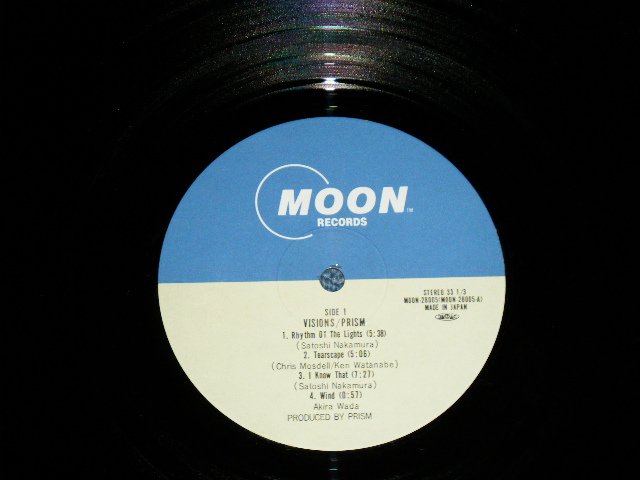 MOON TM
RECORDS
STEREO 33 1/3
MOON-28005(MOON-28005-A)
MADE IN JAPAN
SIDE 1
VISIONS/PRISM
1. Rhythm Of The Lights (5:38)
(Satoshi Nakamura)
2. Tearscape (5:06)
(Chris Mosdell/Ken Watanabe)
3. I Know That (7:27)
(Satoshi Nakamura)
4. Wind (0:57)
Akira Wada
PRODUCED BY PRISM